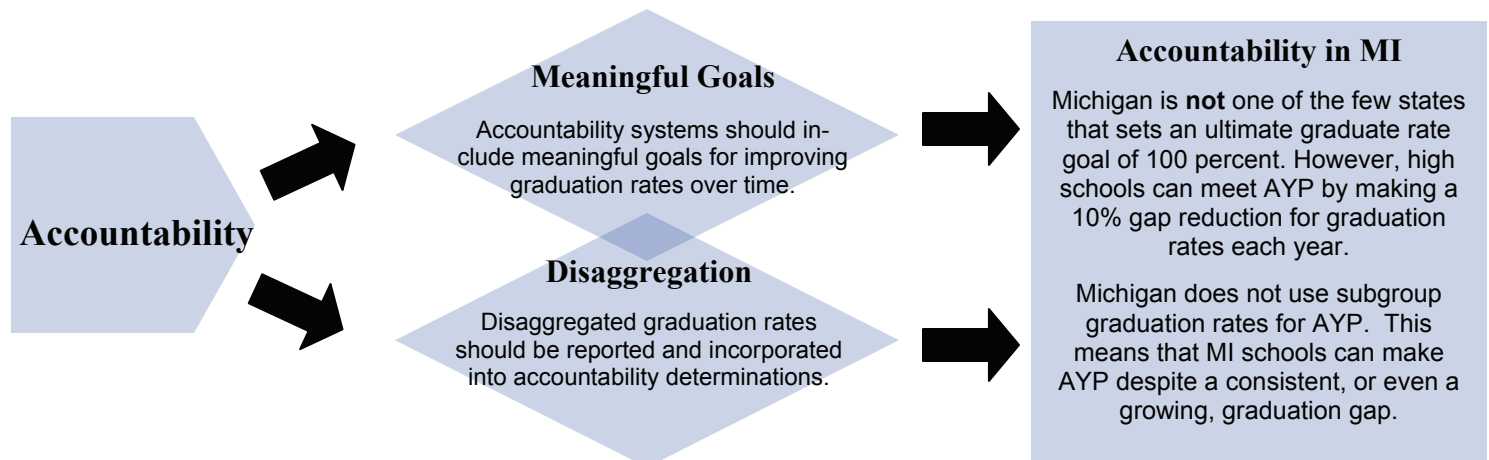 Accountability
Meaningful Goals
Accountability systems should in-
clude meaningful goals for improving
graduation rates over time.
Disaggregation
Disaggregated graduation rates
should be reported and incorporated
into accountability determinations.
Accountability in MI
Michigan is not one of the few states
that sets an ultimate graduate rate
goal of 100 percent. However, high
schools can meet AYP by making a
10% gap reduction for graduation
rates each year.
Michigan does not use subgroup
graduation rates for AYP.  This
means that MI schools can make
AYP despite a consistent, or even a
growing, graduation gap.